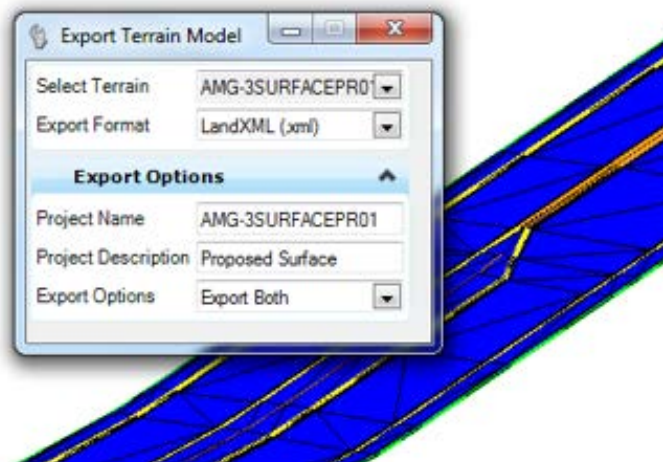 Export Terrain Model
Select Terrain AMG-3SURFACEPR01
Export Format LandXML (.xml)
Export Options
Project Name AMG-3SURFACEPR01
Project Description Proposed Surface
Export Options Export Both